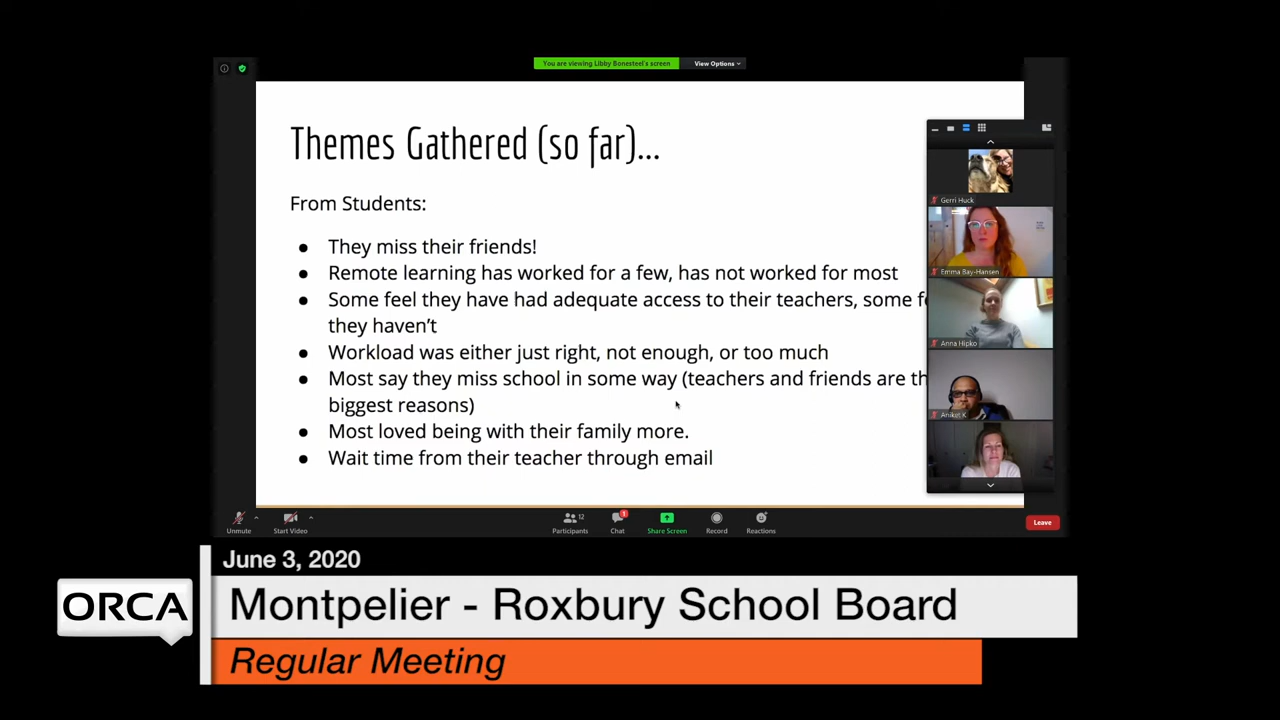 You are viewing Libby Bonesteel's screen
View Options
Themes Gathered (so far)...
From Students:
● They miss their friends!
● Remote learning has worked for a few, has not worked for most
● Some feel they have had adequate access to their teachers, some
they haven't
● Workload was either just right, not enough, or too much
● Most say they miss school in some way (teachers and friends are
biggest reasons)
● Most loved being with their family more.
● Wait time from their teacher through email
Gerri Huck
Emma Bay-Hansen
Anna Hipko
Aniket K
Unmute
Start Video
12
Participants
1
Chat
Share Screen
Record
Reactions
Leave
June 3, 2020
ORCA
Montpelier - Roxbury School Board
Regular Meeting